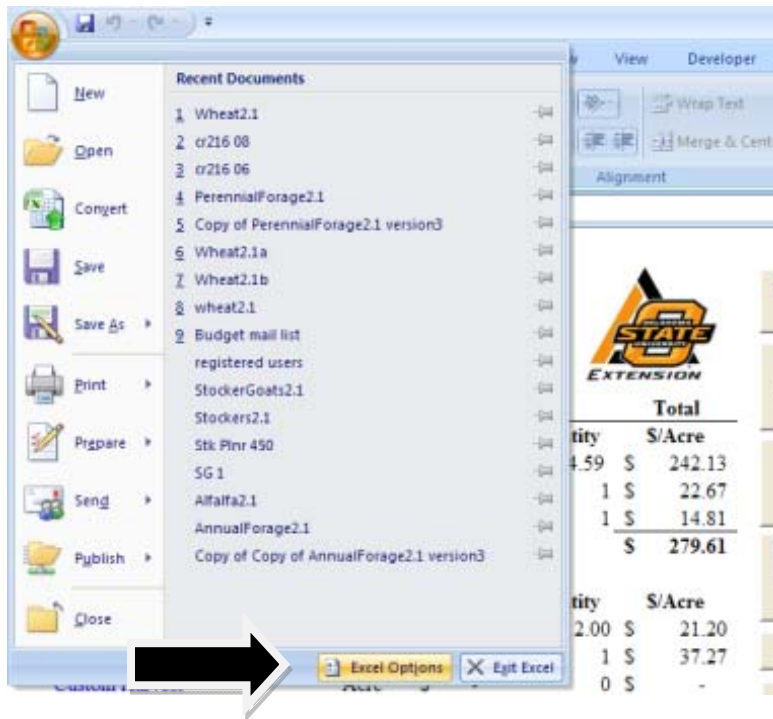 View Developer
Wrap Text
Merge & Cent
Alignment
New
Open
Convert
Save
Save As
Print
Prepare
Send
Publish
Close
Recent Documents
1 Wheat2.1
2 cr216 08
3 cr216 06
4 PerennialForage2.1
5 Copy of PerennialForage2.1 version3
6 Wheat2.1a
7 Wheat2.1b
8 wheat2.1
9 Budget mail list
registered users
StockerGoats2.1
Stockers2.1
Stk Plnr 450
SG 1
Alfalfa2.1
AnnualForage2.1
Copy of Copy of AnnualForage2.1 version3
Excel Options Exit Excel
OKLAHOMA
STATE
UNIVERSITY
EXTENSION
Total
tity $/Acre
4.59 $ 242.13
1 $ 22.67
1 $ 14.81
$ 279.61
tity $/Acre
2.00 $ 21.20
1 $ 37.27
0 $ -